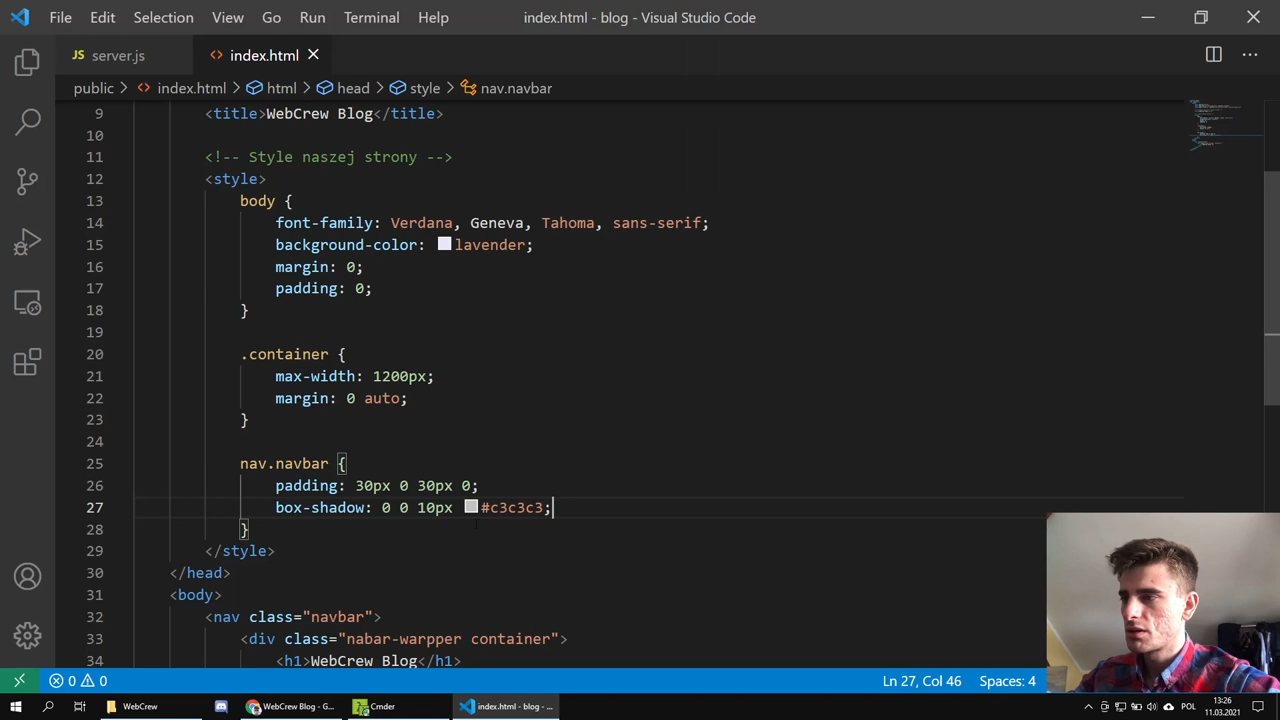 File Edit Selection View Go Run Terminal Help index.html - blog - Visual Studio Code
JS server.js <> index.html
public > <> index.html > html > head > style > nav.navbar
9 <title>WebCrew Blog</title>
10
11 <!-- Style naszej strony -->
12 <style>
13 body {
14 font-family: Verdana, Geneva, Tahoma, sans-serif;
15 background-color: lavender;
16 margin: 0;
17 padding: 0;
18 }
19
20 .container {
21 max-width: 1200px;
22 margin: 0 auto;
23 }
24
25 nav.navbar {
26 padding: 30px 0 30px 0;
27 box-shadow: 0 0 10px #c3c3c3;
28 }
29 </style>
30 </head>
31 <body>
32 <nav class="navbar">
33 <div class="nabar-warpper container">
34 <h1>WebCrew Blog</h1>
0 0 Ln 27, Col 46 Spaces: 4
WebCrew WebCrew Blog - G... Cmder index.html - blog - ... POL 13:26
11.03.2021